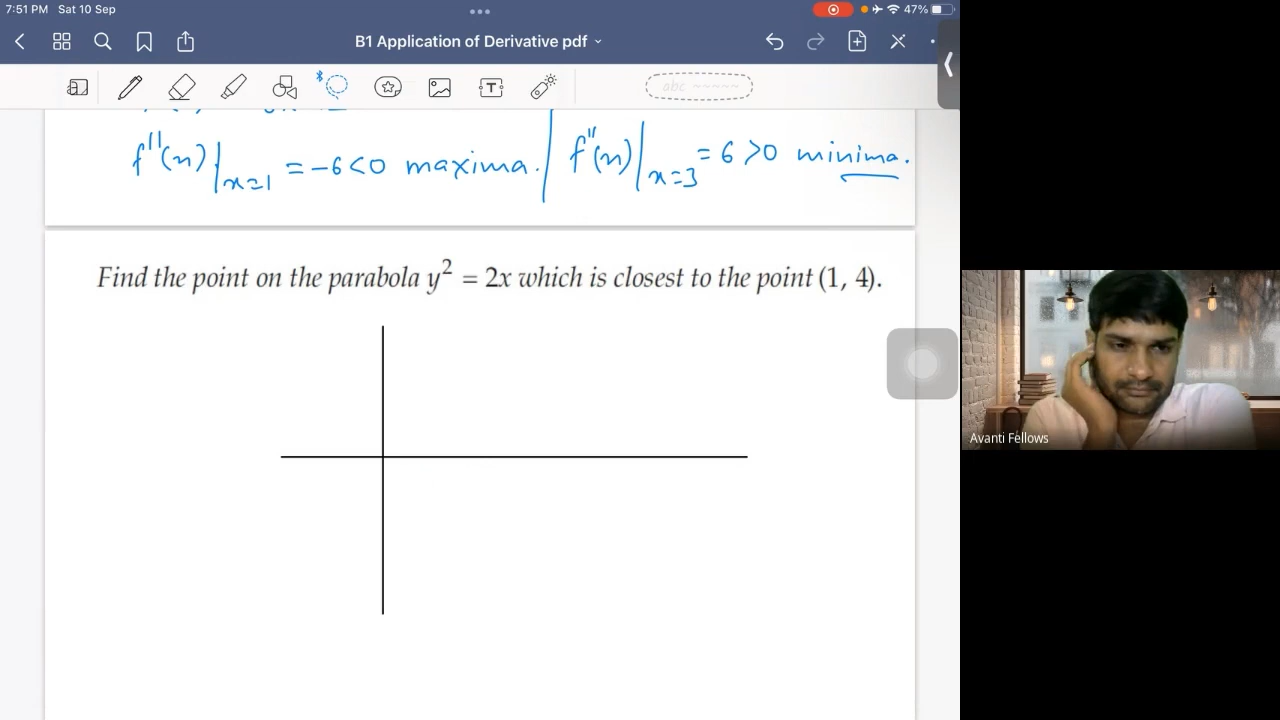 7:51 PM Sat 10 Sep
47%
B1 Application of Derivative pdf
abc
T
f''(x)|x=1 = -6<0 maxima. | f''(x)|x=3 = 6 >0 minima.
Find the point on the parabola y² = 2x which is closest to the point (1, 4).
Avanti Fellows